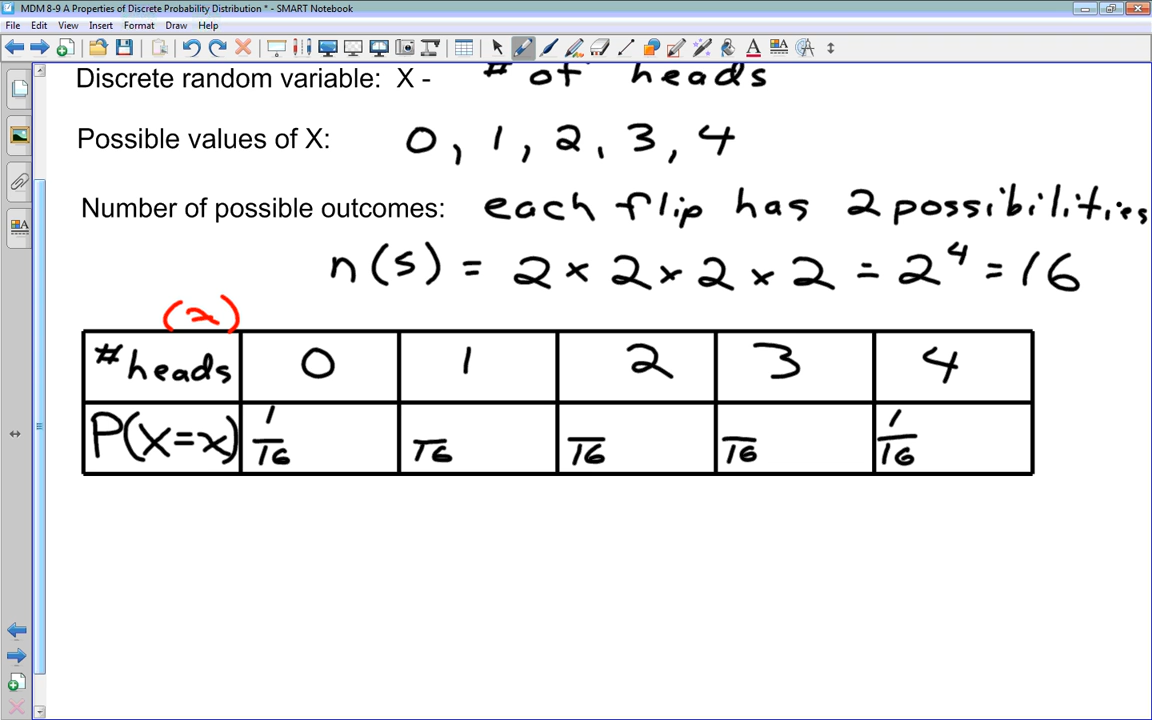 MDM 8-9 A Properties of Discrete Probability Distribution * - SMART Notebook
File Edit View Insert Format Takes Draw Help
Discrete random variable: X - # of heads
Possible values of X: 0, 1, 2, 3, 4
Number of possible outcomes: each flip has 2 possibilities
n(s) = 2 × 2 × 2 × 2 = 2⁴ = 16
(x)
# heads 0 1 2 3 4
P(X=x) 1/16 /16 /16 /16 1/16